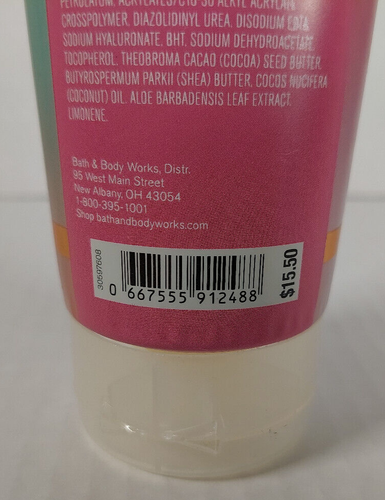 PETROLATUM, ACRYLATES/C10-30 ALKYL ACRYLATE
CROSSPOLYMER, DIAZOLIDINYL UREA, DISODIUM EDTA,
SODIUM HYALURONATE, BHT, SODIUM DEHYDROACETATE,
TOCOPHEROL, THEOBROMA CACAO (COCOA) SEED BUTTER,
BUTYROSPERMUM PARKII (SHEA) BUTTER, COCOS NUCIFERA
(COCONUT) OIL, ALOE BARBADENSIS LEAF EXTRACT,
LIMONENE.
Bath & Body Works, Distr.
95 West Main Street
New Albany, OH 43054
1-800-395-1001
Shop bathandbodyworks.com
30597608
0 667555 912488
$15.50